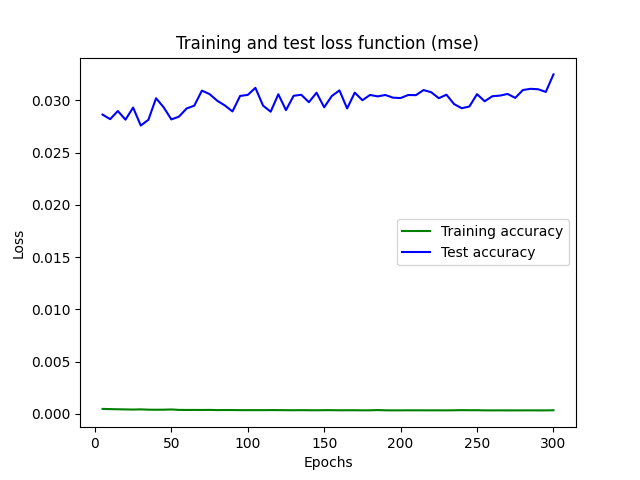 Training and test loss function (mse)
0.030
0.025
0.020
0.015
0.010
0.005
0.000
Loss
Training accuracy
Test accuracy
0 50 100 150 200 250 300
Epochs